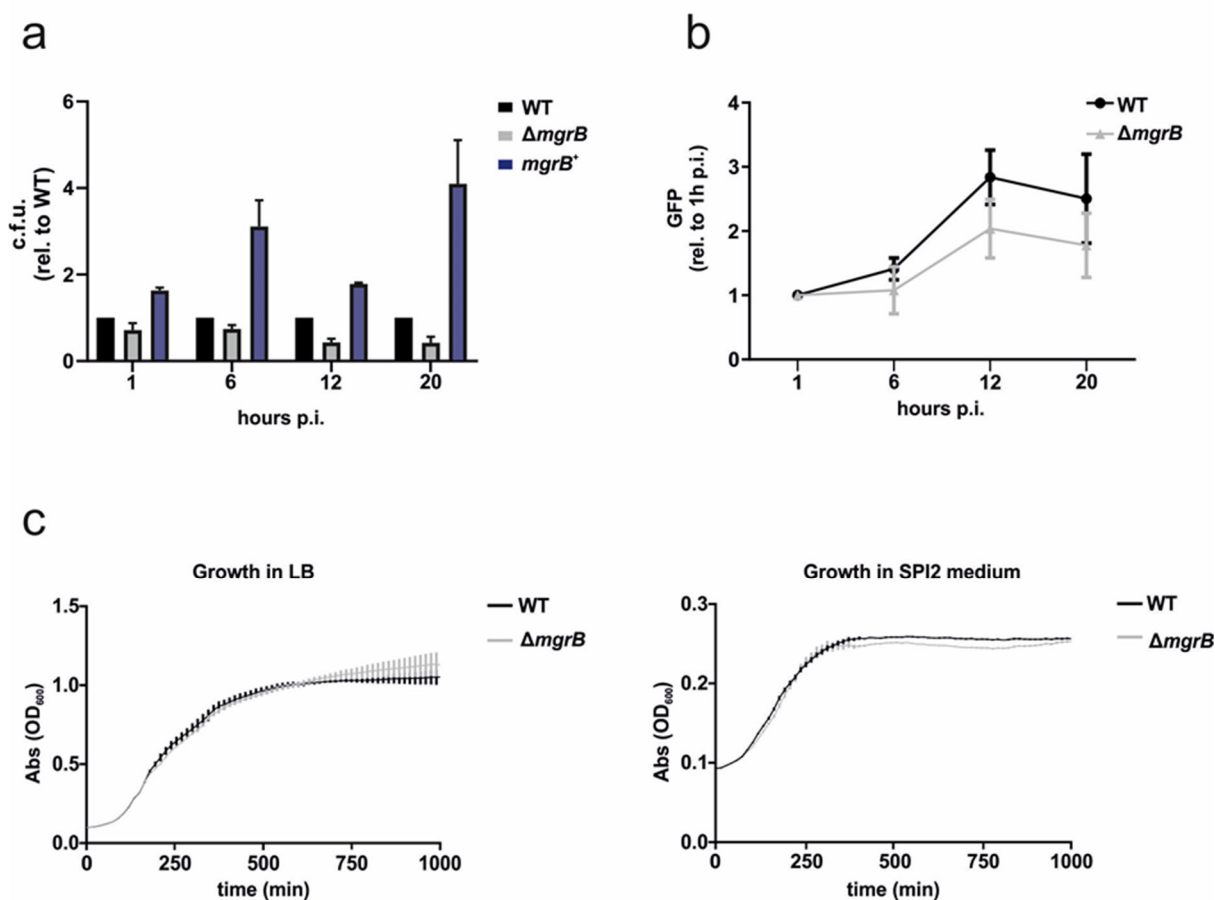 a
6
4
2
0
c.f.u.
(rel. to WT)
1 6 12 20
hours p.i.
WT
ΔmgrB
mgrB⁺
b
4
3
2
1
0
GFP
(rel. to 1h p.i.)
1 6 12 20
hours p.i.
WT
ΔmgrB
c
Growth in LB
1.5
1.0
0.5
0.0
Abs (OD₆₀₀)
0 250 500 750 1000
time (min)
WT
ΔmgrB
Growth in SPI2 medium
0.3
0.2
0.1
0.0
Abs (OD₆₀₀)
0 250 500 750 1000
time (min)
WT
ΔmgrB